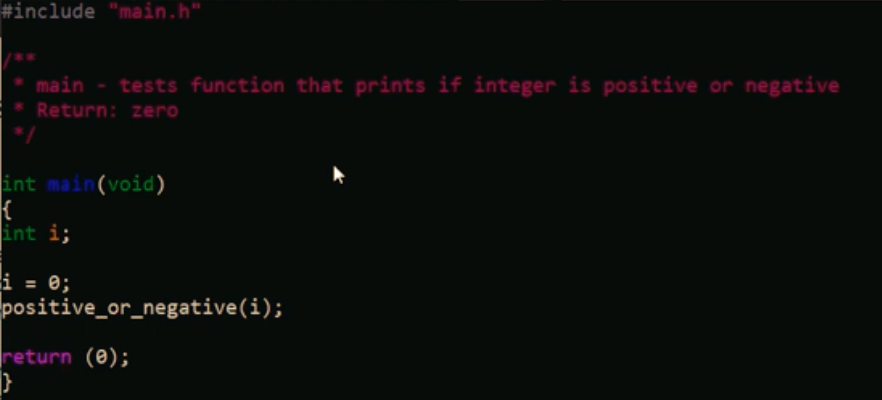 #include "main.h"
/**
 * main - tests function that prints if integer is positive or negative
 * Return: zero
 */
int main(void)
{
int i;
i = 0;
positive_or_negative(i);
return (0);
}